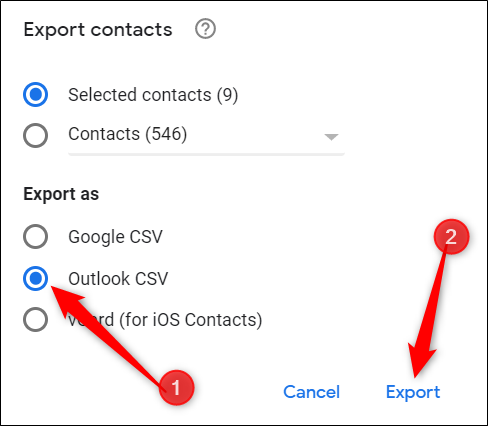 Export contacts ?
Selected contacts (9)
Contacts (546)
Export as
Google CSV
Outlook CSV
vCard (for iOS Contacts)
1
2
Cancel Export